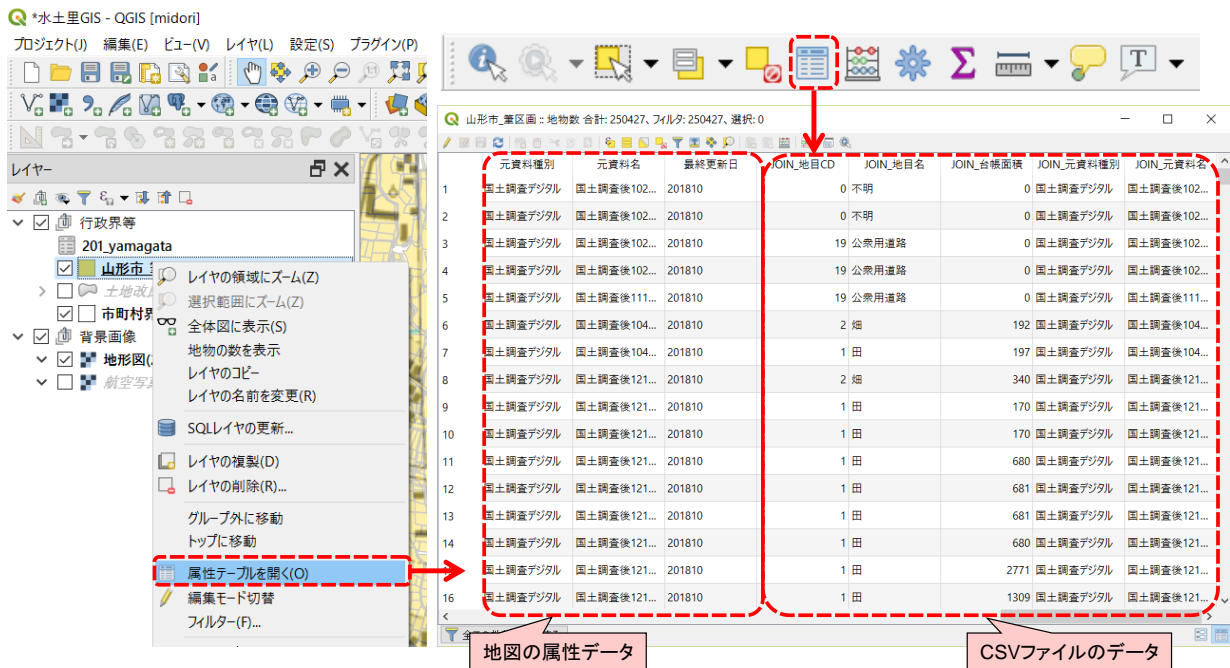 *水土里GIS - QGIS [midori]
プロジェクト(J) 編集(E) ビュー(V) レイヤ(L) 設定(S) プラグイン(P)
レイヤー
行政界等
201_yamagata
山形市_
土地改
市町村界
背景画像
地形図(
航空写
レイヤの領域にズーム(Z)
選択範囲にズーム(Z)
全体図に表示(S)
地物の数を表示
レイヤのコピー
レイヤの名前を変更(R)
SQLレイヤの更新...
レイヤの複製(D)
レイヤの削除(R)...
グループ外に移動
トップに移動
属性テーブルを開く(O)
編集モード切替
フィルター(F)...
山形市_筆区画 :: 地物数 合計: 250427、フィルタ: 250427、選択: 0
元資料種別 元資料名 最終更新日 JOIN_地目CD JOIN_地目名 JOIN_台帳面積 JOIN_元資料種別 JOIN_元資料名
1 国土調査デジタル 国土調査後102... 201810 0 不明 0 国土調査デジタル 国土調査後102...
2 国土調査デジタル 国土調査後102... 201810 0 不明 0 国土調査デジタル 国土調査後102...
3 国土調査デジタル 国土調査後102... 201810 19 公衆用道路 0 国土調査デジタル 国土調査後102...
4 国土調査デジタル 国土調査後102... 201810 19 公衆用道路 0 国土調査デジタル 国土調査後102...
5 国土調査デジタル 国土調査後111... 201810 19 公衆用道路 0 国土調査デジタル 国土調査後111...
6 国土調査デジタル 国土調査後104... 201810 2 畑 192 国土調査デジタル 国土調査後104...
7 国土調査デジタル 国土調査後104... 201810 1 田 197 国土調査デジタル 国土調査後104...
8 国土調査デジタル 国土調査後121... 201810 2 畑 340 国土調査デジタル 国土調査後121...
9 国土調査デジタル 国土調査後121... 201810 1 田 170 国土調査デジタル 国土調査後121...
10 国土調査デジタル 国土調査後121... 201810 1 田 170 国土調査デジタル 国土調査後121...
11 国土調査デジタル 国土調査後121... 201810 1 田 680 国土調査デジタル 国土調査後121...
12 国土調査デジタル 国土調査後121... 201810 1 田 681 国土調査デジタル 国土調査後121...
13 国土調査デジタル 国土調査後121... 201810 1 田 681 国土調査デジタル 国土調査後121...
14 国土調査デジタル 国土調査後121... 201810 1 田 680 国土調査デジタル 国土調査後121...
15 国土調査デジタル 国土調査後121... 201810 1 田 2771 国土調査デジタル 国土調査後121...
16 国土調査デジタル 国土調査後121... 201810 1 田 1309 国土調査デジタル 国土調査後121...
地図の属性データ
CSVファイルのデータ